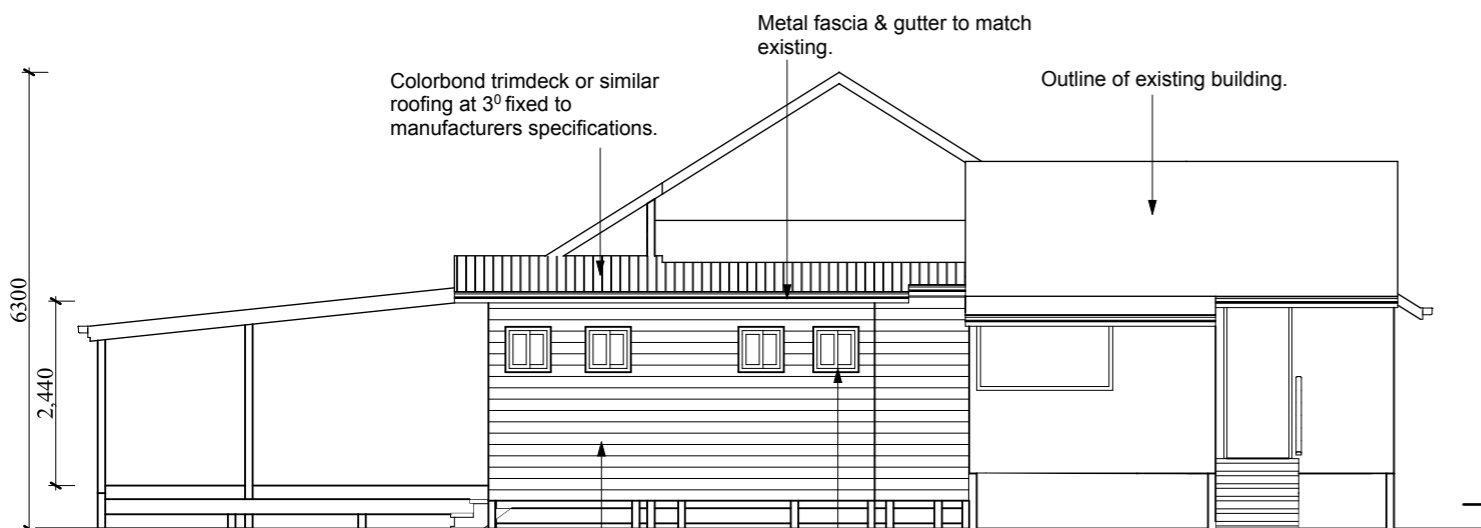 Metal fascia & gutter to match
existing.
Colorbond trimdeck or similar
roofing at 3⁰ fixed to
manufacturers specifications.
Outline of existing building.
6300
2,440